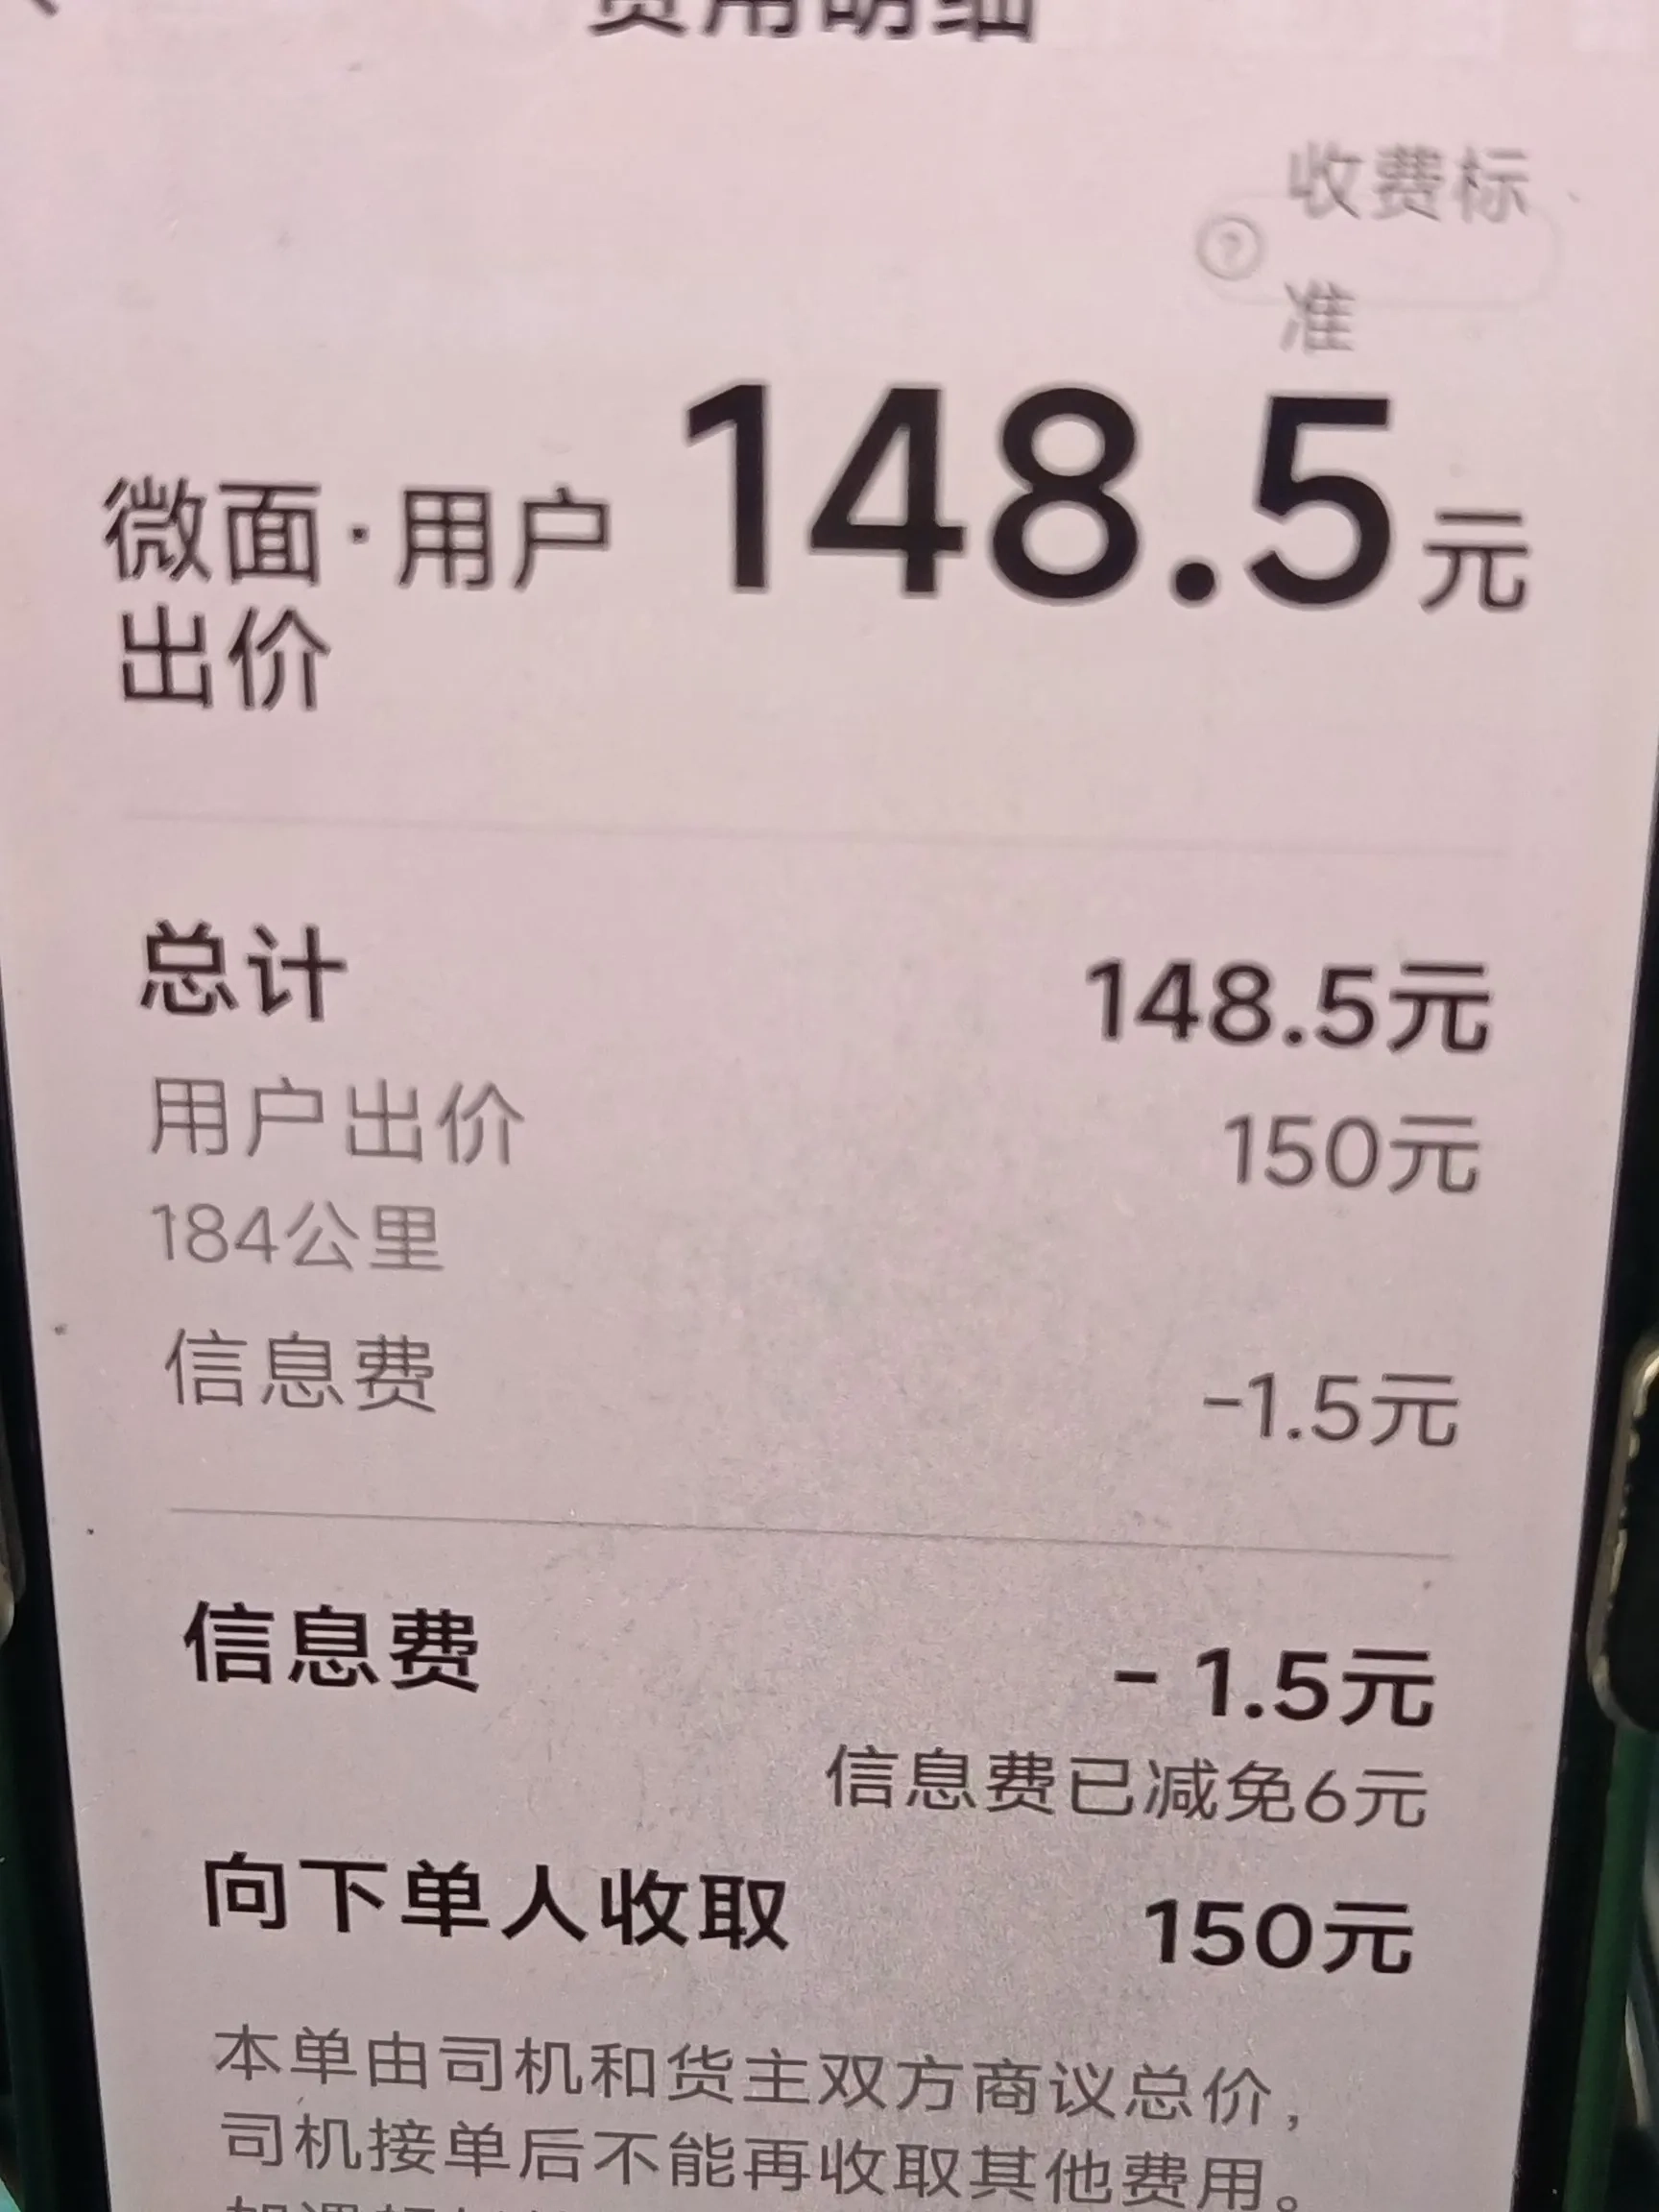 费用明细
收费标
准
微面·用户 148.5元
出价
总计 148.5元
用户出价 150元
184公里
信息费 -1.5元
信息费 - 1.5元
信息费已减免6元
向下单人收取 150元
本单由司机和货主双方商议总价，
司机接单后不能再收取其他费用。